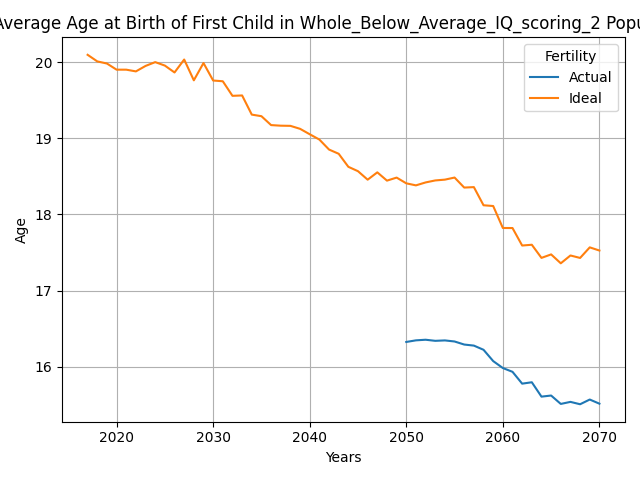 Average Age at Birth of First Child in Whole_Below_Average_IQ_scoring_2 Popu
Fertility
Actual
Ideal
20
19
18
17
16
Age
2020
2030
2040
2050
2060
2070
Years